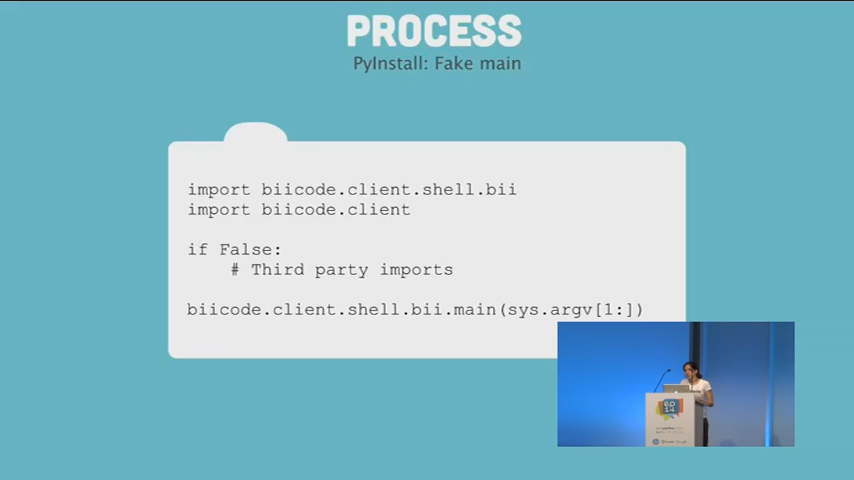 PROCESS
PyInstall: Fake main
import biicode.client.shell.bii
import biicode.client
if False:
# Third party imports
biicode.client.shell.bii.main(sys.argv[1:])